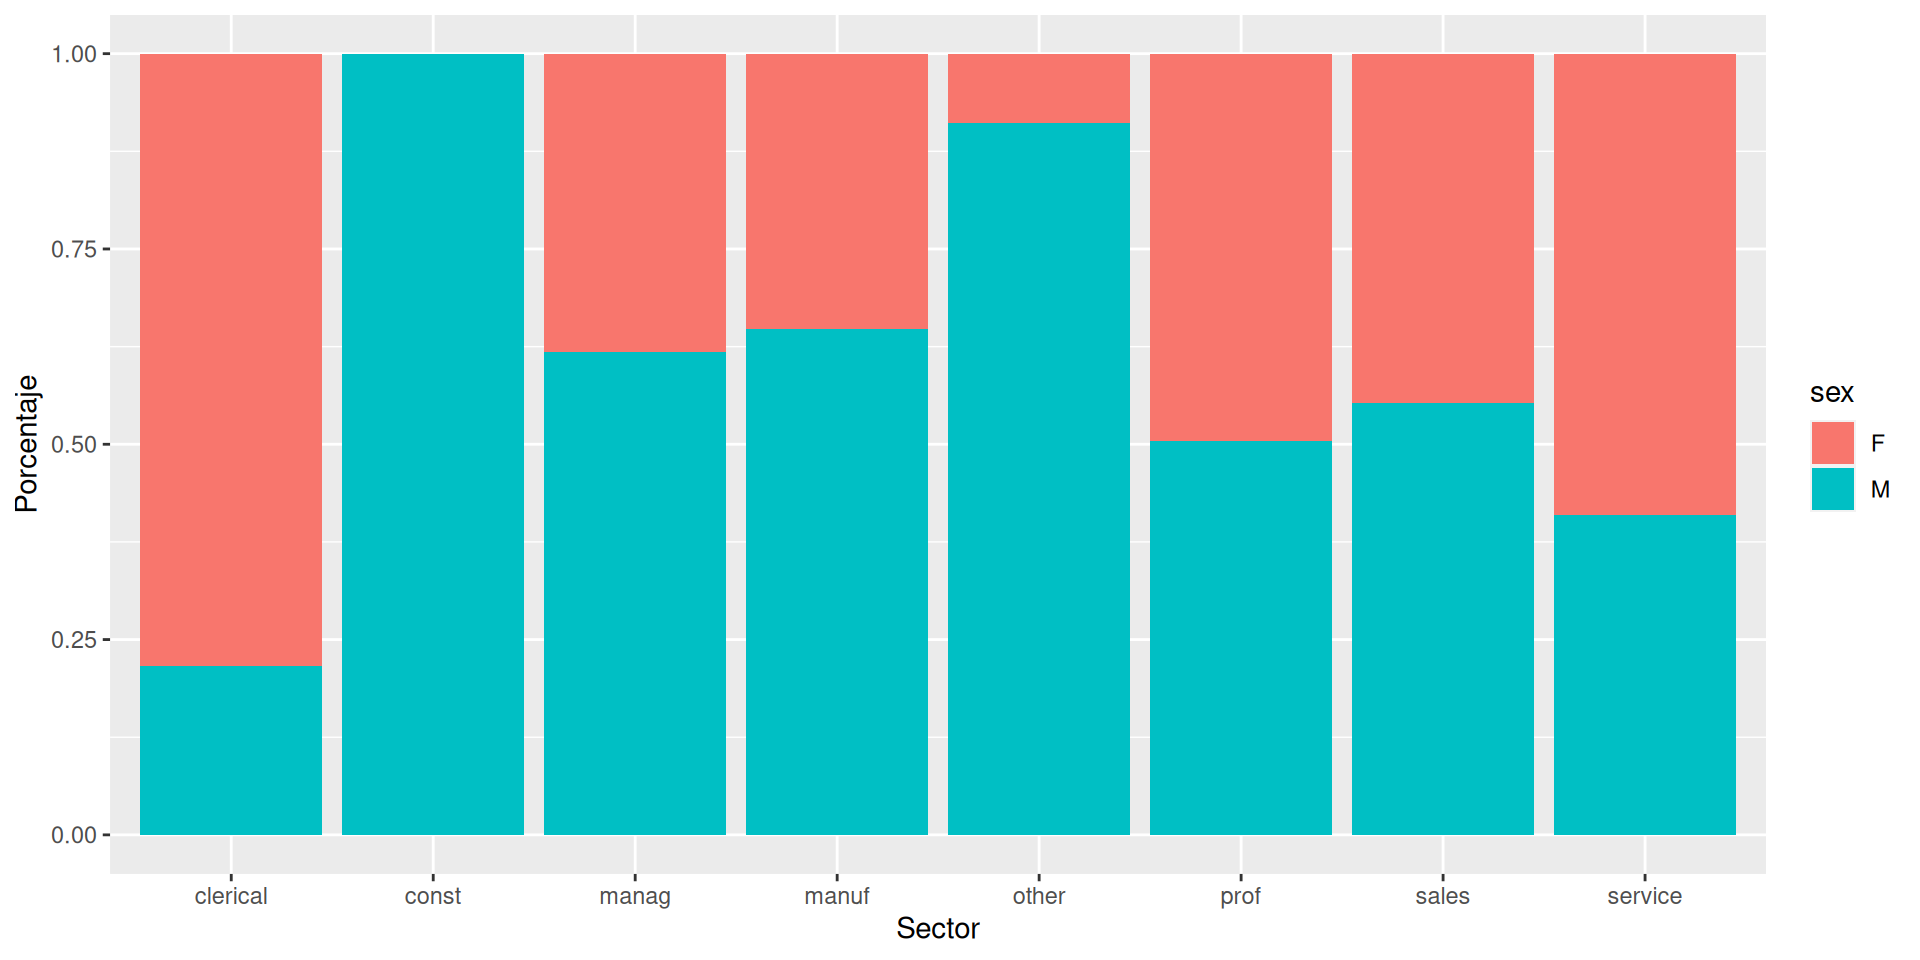 Porcentaje
1.00
0.75
0.50
0.25
0.00
clerical const manag manuf other prof sales service
Sector
sex
F
M